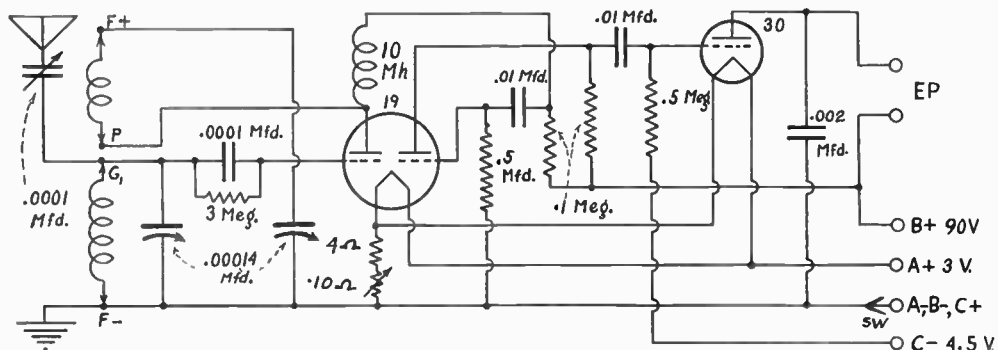 F+
.01 Mfd.
30
10
Mh
.01 Mfd.
19
EP
P
.0001 Mfd.
.5 Meg.
.002
Mfd.
G,
.5
Mfd.
.0001
Mfd.
3 Meg.
.1 Meg.
B+ 90V
4Ω
.00014
Mfd.
.10Ω
A+ 3 V.
F-
SW
A-,B-,C+
C- 4.5 V.